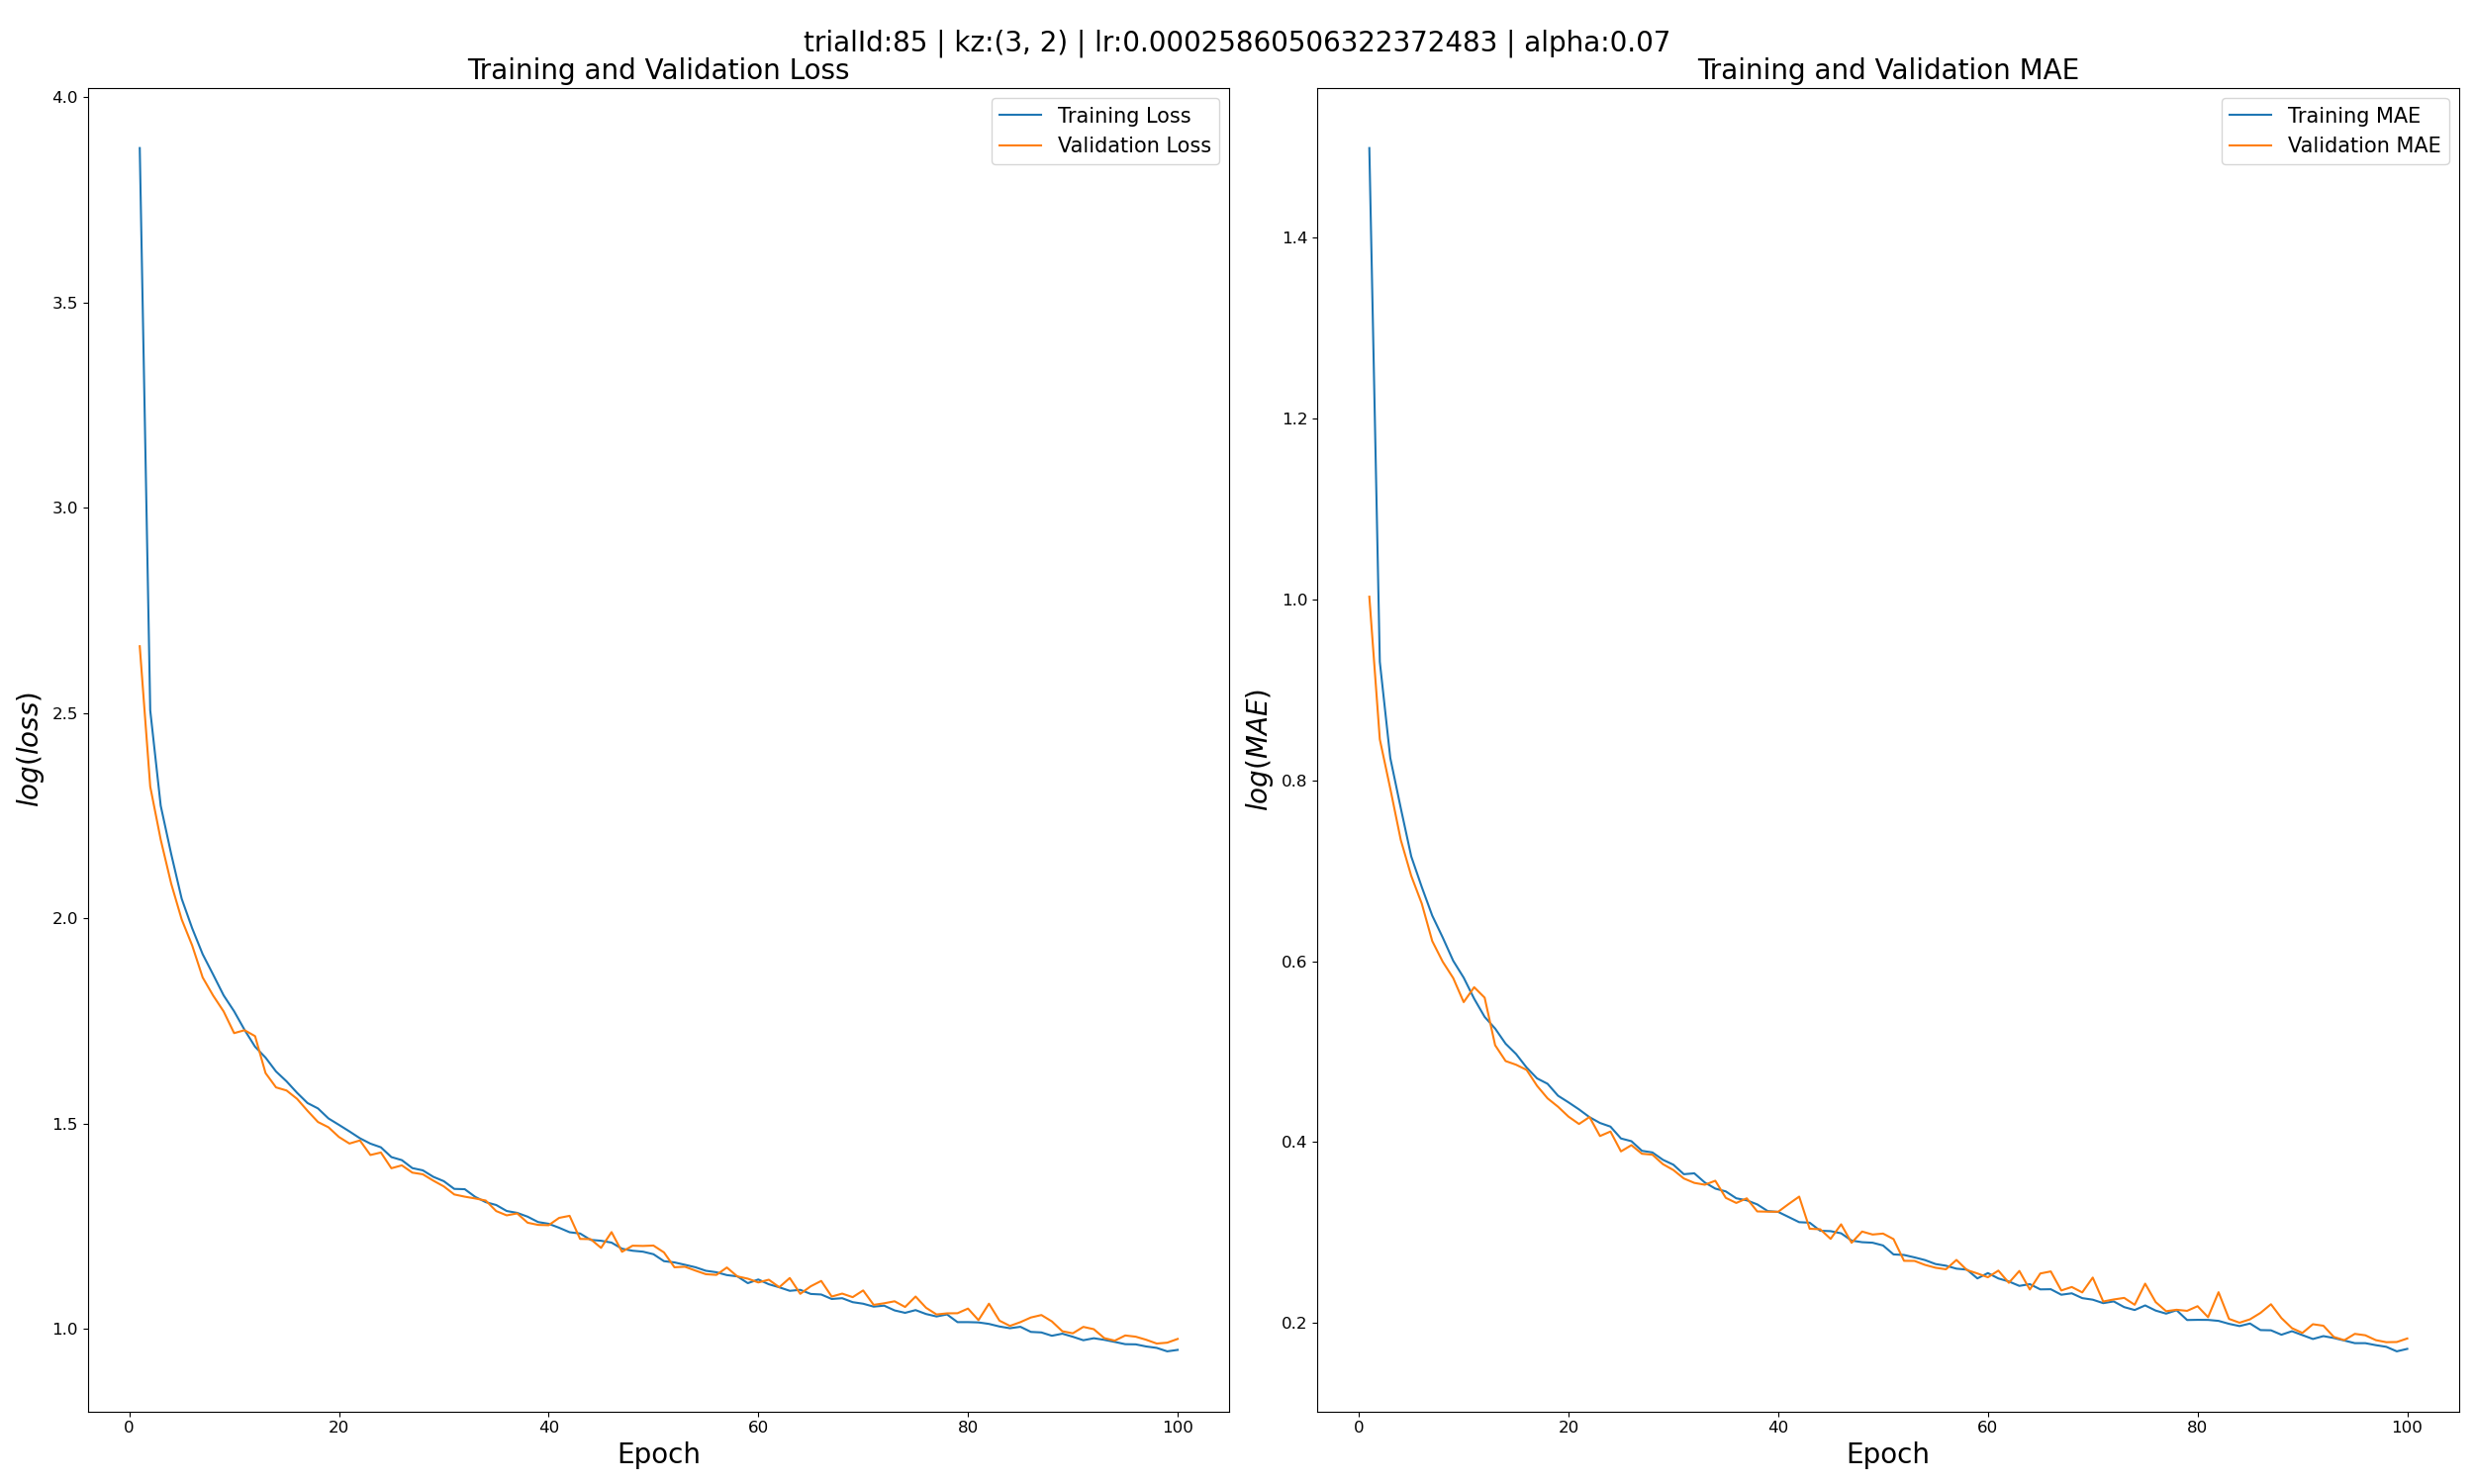 trialId:85 | kz:(3, 2) | lr:0.00025860506322372483 | alpha:0.07
Training and Validation Loss
4.0
3.5
3.0
2.5
2.0
1.5
1.0
log(loss)
Training Loss
Validation Loss
0 20 40 60 80 100
Epoch
Training and Validation MAE
1.4
1.2
1.0
0.8
0.6
0.4
0.2
log(MAE)
Training MAE
Validation MAE
0 20 40 60 80 100
Epoch